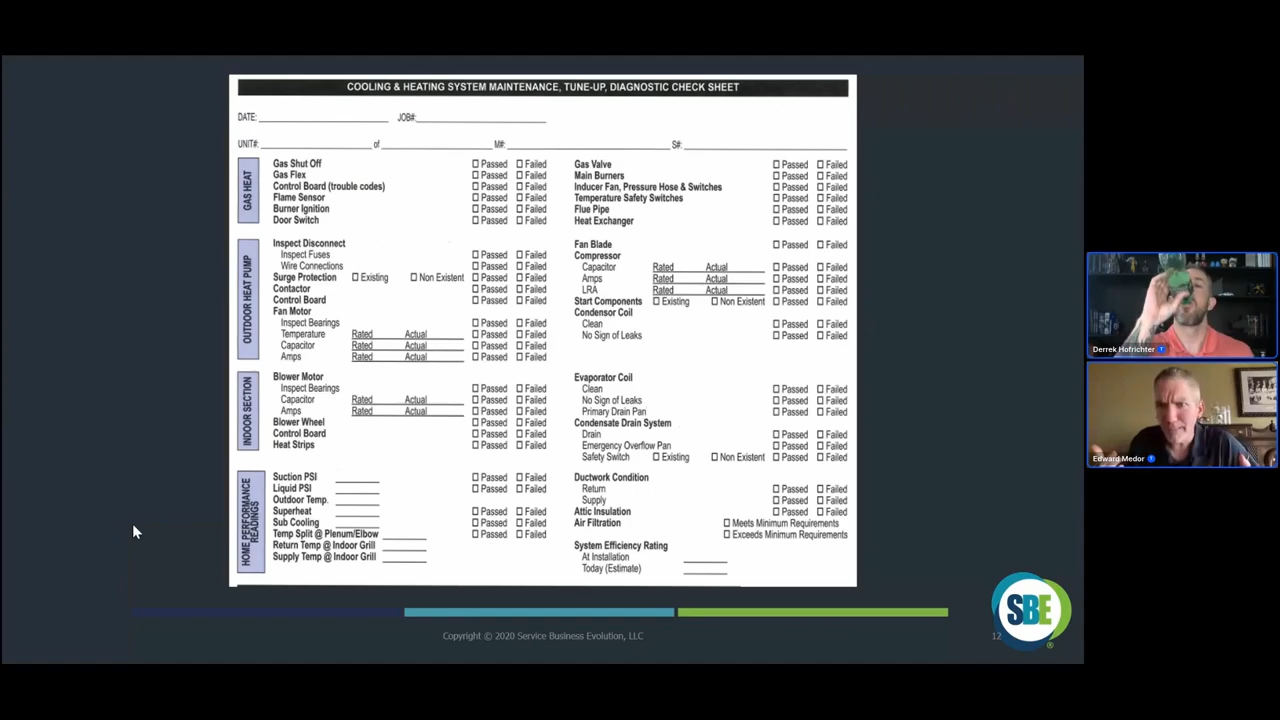 COOLING & HEATING SYSTEM MAINTENANCE, TUNE-UP, DIAGNOSTIC CHECK SHEET
DATE: JOB#:
UNIT#: of M#: S#:
GAS HEAT
Gas Shut Off Passed Failed
Gas Flex Passed Failed
Control Board (trouble codes) Passed Failed
Flame Sensor Passed Failed
Burner Ignition Passed Failed
Door Switch Passed Failed
Gas Valve Passed Failed
Main Burners Passed Failed
Inducer Fan, Pressure Hose & Switches Passed Failed
Temperature Safety Switches Passed Failed
Flue Pipe Passed Failed
Heat Exchanger Passed Failed
OUTDOOR HEAT PUMP
Inspect Disconnect
Inspect Fuses Passed Failed
Wire Connections Passed Failed
Surge Protection Existing Non Existent Passed Failed
Contactor Passed Failed
Control Board Passed Failed
Fan Motor
Inspect Bearings Passed Failed
Temperature Rated Actual Passed Failed
Capacitor Rated Actual Passed Failed
Amps Rated Actual Passed Failed
Fan Blade Passed Failed
Compressor
Capacitor Rated Actual Passed Failed
Amps Rated Actual Passed Failed
LRA Rated Actual Passed Failed
Start Components Existing Non Existent Passed Failed
Condensor Coil
Clean Passed Failed
No Sign of Leaks Passed Failed
INDOOR SECTION
Blower Motor
Inspect Bearings Passed Failed
Capacitor Rated Actual Passed Failed
Amps Rated Actual Passed Failed
Blower Wheel Passed Failed
Control Board Passed Failed
Heat Strips Passed Failed
Evaporator Coil
Clean Passed Failed
No Sign of Leaks Passed Failed
Primary Drain Pan Passed Failed
Condensate Drain System
Drain Passed Failed
Emergency Overflow Pan Passed Failed
Safety Switch Existing Non Existent Passed Failed
HOME PERFORMANCE
READINGS
Suction PSI Passed Failed
Liquid PSI Passed Failed
Outdoor Temp.
Superheat Passed Failed
Sub Cooling Passed Failed
Temp Split @ Plenum/Elbow Passed Failed
Return Temp @ Indoor Grill
Supply Temp @ Indoor Grill
Ductwork Condition
Return Passed Failed
Supply Passed Failed
Attic Insulation Passed Failed
Air Filtration Meets Minimum Requirements
Exceeds Minimum Requirements
System Efficiency Rating
At Installation
Today (Estimate)
Copyright © 2020 Service Business Evolution, LLC
12
SBE
®
Derrek Hofrichter
Edward Medor